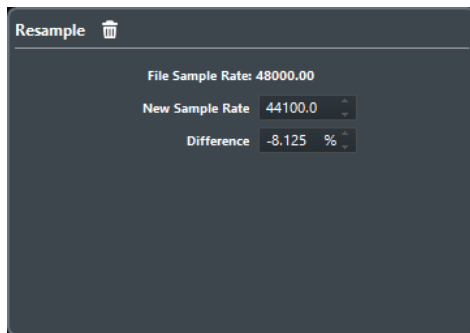 Resample
File Sample Rate: 48000.00
New Sample Rate 44100.0
Difference -8.125 %